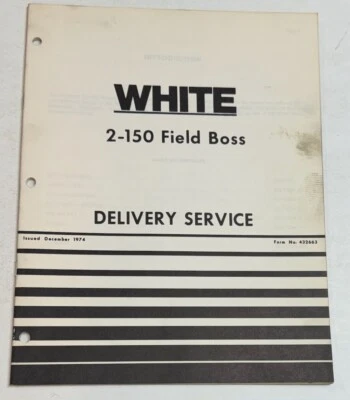 WHITE
2-150 Field Boss
DELIVERY SERVICE
Issued December 1974
Form No. 432663